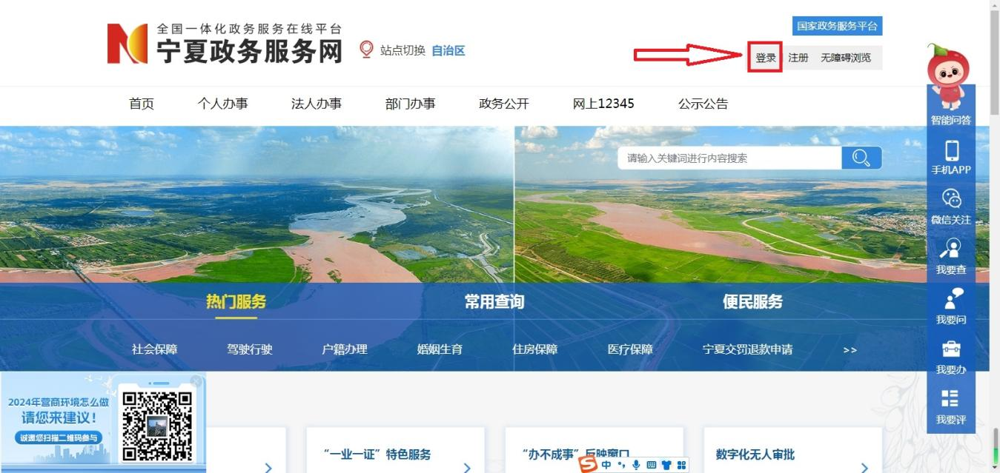 全国一体化政务服务在线平台
宁夏政务服务网
站点切换 自治区
国家政务服务平台
登录 注册 无障碍浏览
首页 个人办事 法人办事 部门办事 政务公开 网上12345 公示公告
请输入关键词进行内容搜索
智能问答
手机APP
微信关注
我要查
我要问
我要办
我要评
热门服务 常用查询 便民服务
社会保障 驾驶行驶 户籍办理 婚姻生育 住房保障 医疗保障 宁夏交罚退款申请 >>
2024年营商环境怎么做
请您来建议！
诚邀您扫描二维码参与
“一业一证”特色服务 “办不成事”反映窗口 数字化无人审批
中